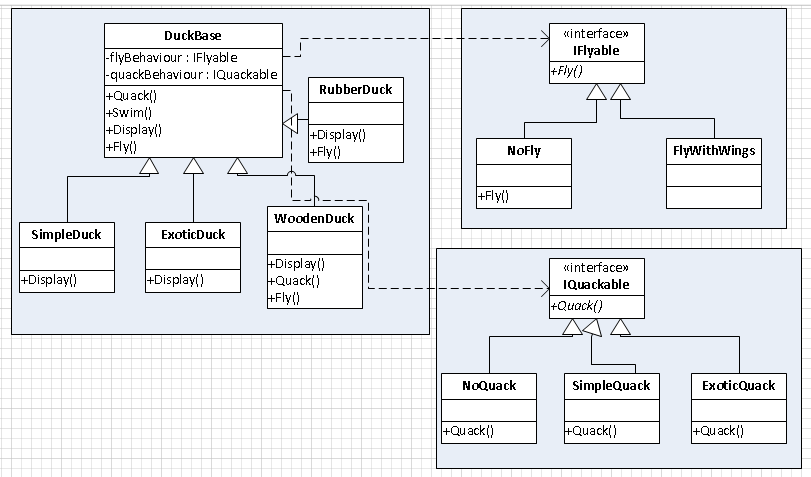 DuckBase
-flyBehaviour : IFlyable
-quackBehaviour : IQuackable
+Quack()
+Swim()
+Display()
+Fly()
RubberDuck
+Display()
+Fly()
SimpleDuck
+Display()
ExoticDuck
+Display()
WoodenDuck
+Display()
+Quack()
+Fly()
«interface»
IFlyable
+Fly()
NoFly
+Fly()
FlyWithWings
«interface»
IQuackable
+Quack()
NoQuack
+Quack()
SimpleQuack
+Quack()
ExoticQuack
+Quack()